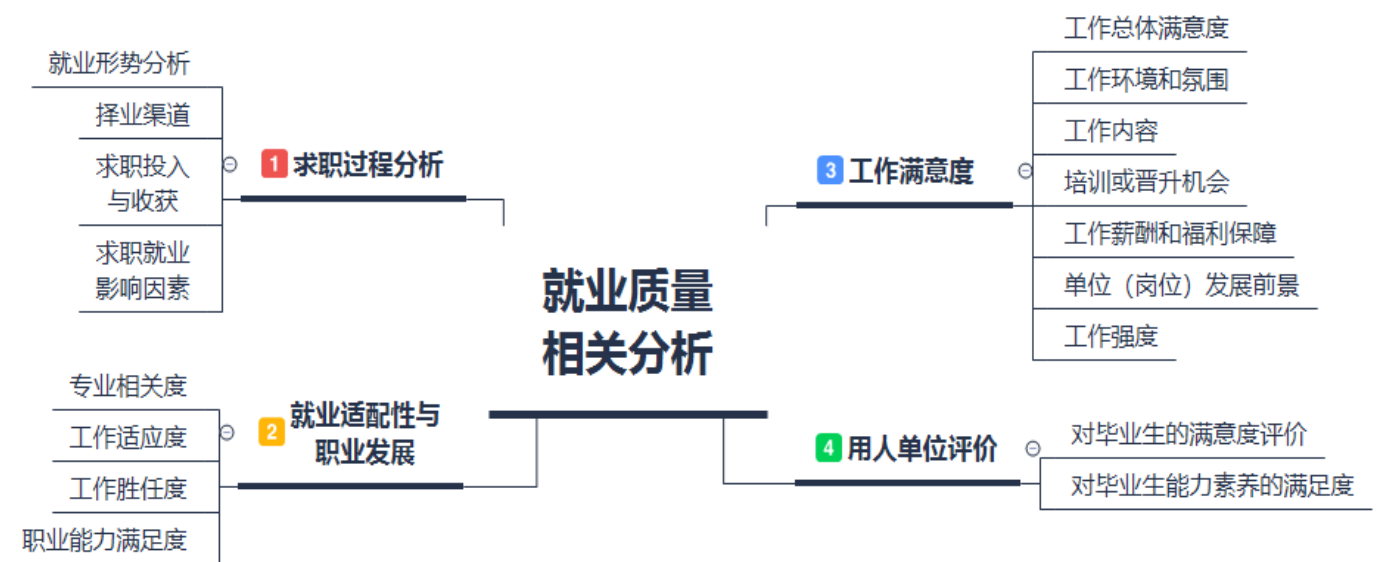 就业质量
相关分析
1 求职过程分析
就业形势分析
择业渠道
求职投入
与收获
求职就业
影响因素
2 就业适配性与
职业发展
专业相关度
工作适应度
工作胜任度
职业能力满足度
3 工作满意度
工作总体满意度
工作环境和氛围
工作内容
培训或晋升机会
工作薪酬和福利保障
单位（岗位）发展前景
工作强度
4 用人单位评价
对毕业生的满意度评价
对毕业生能力素养的满足度